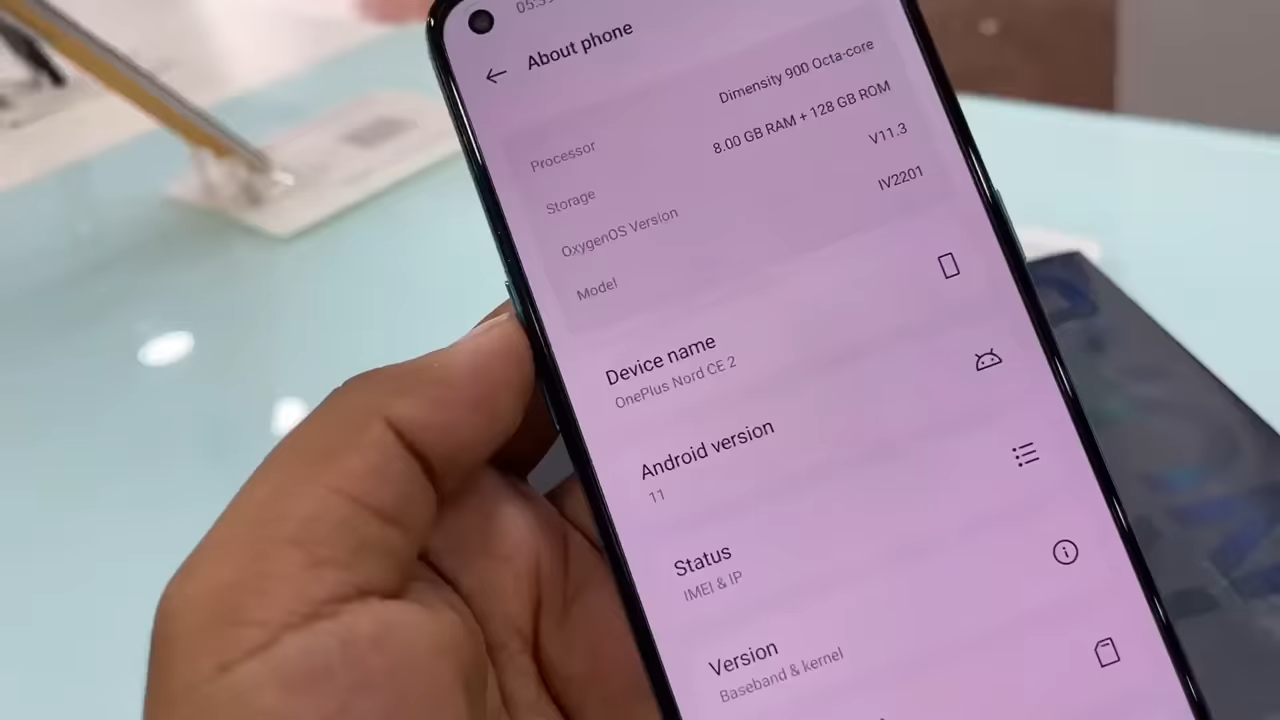 About phone
Processor Dimensity 900 Octa-core
Storage 8.00 GB RAM + 128 GB ROM
OxygenOS Version V11.3
Model IV2201
Device name
OnePlus Nord CE 2
Android version
11
Status
IMEI & IP
Version
Baseband & kernel